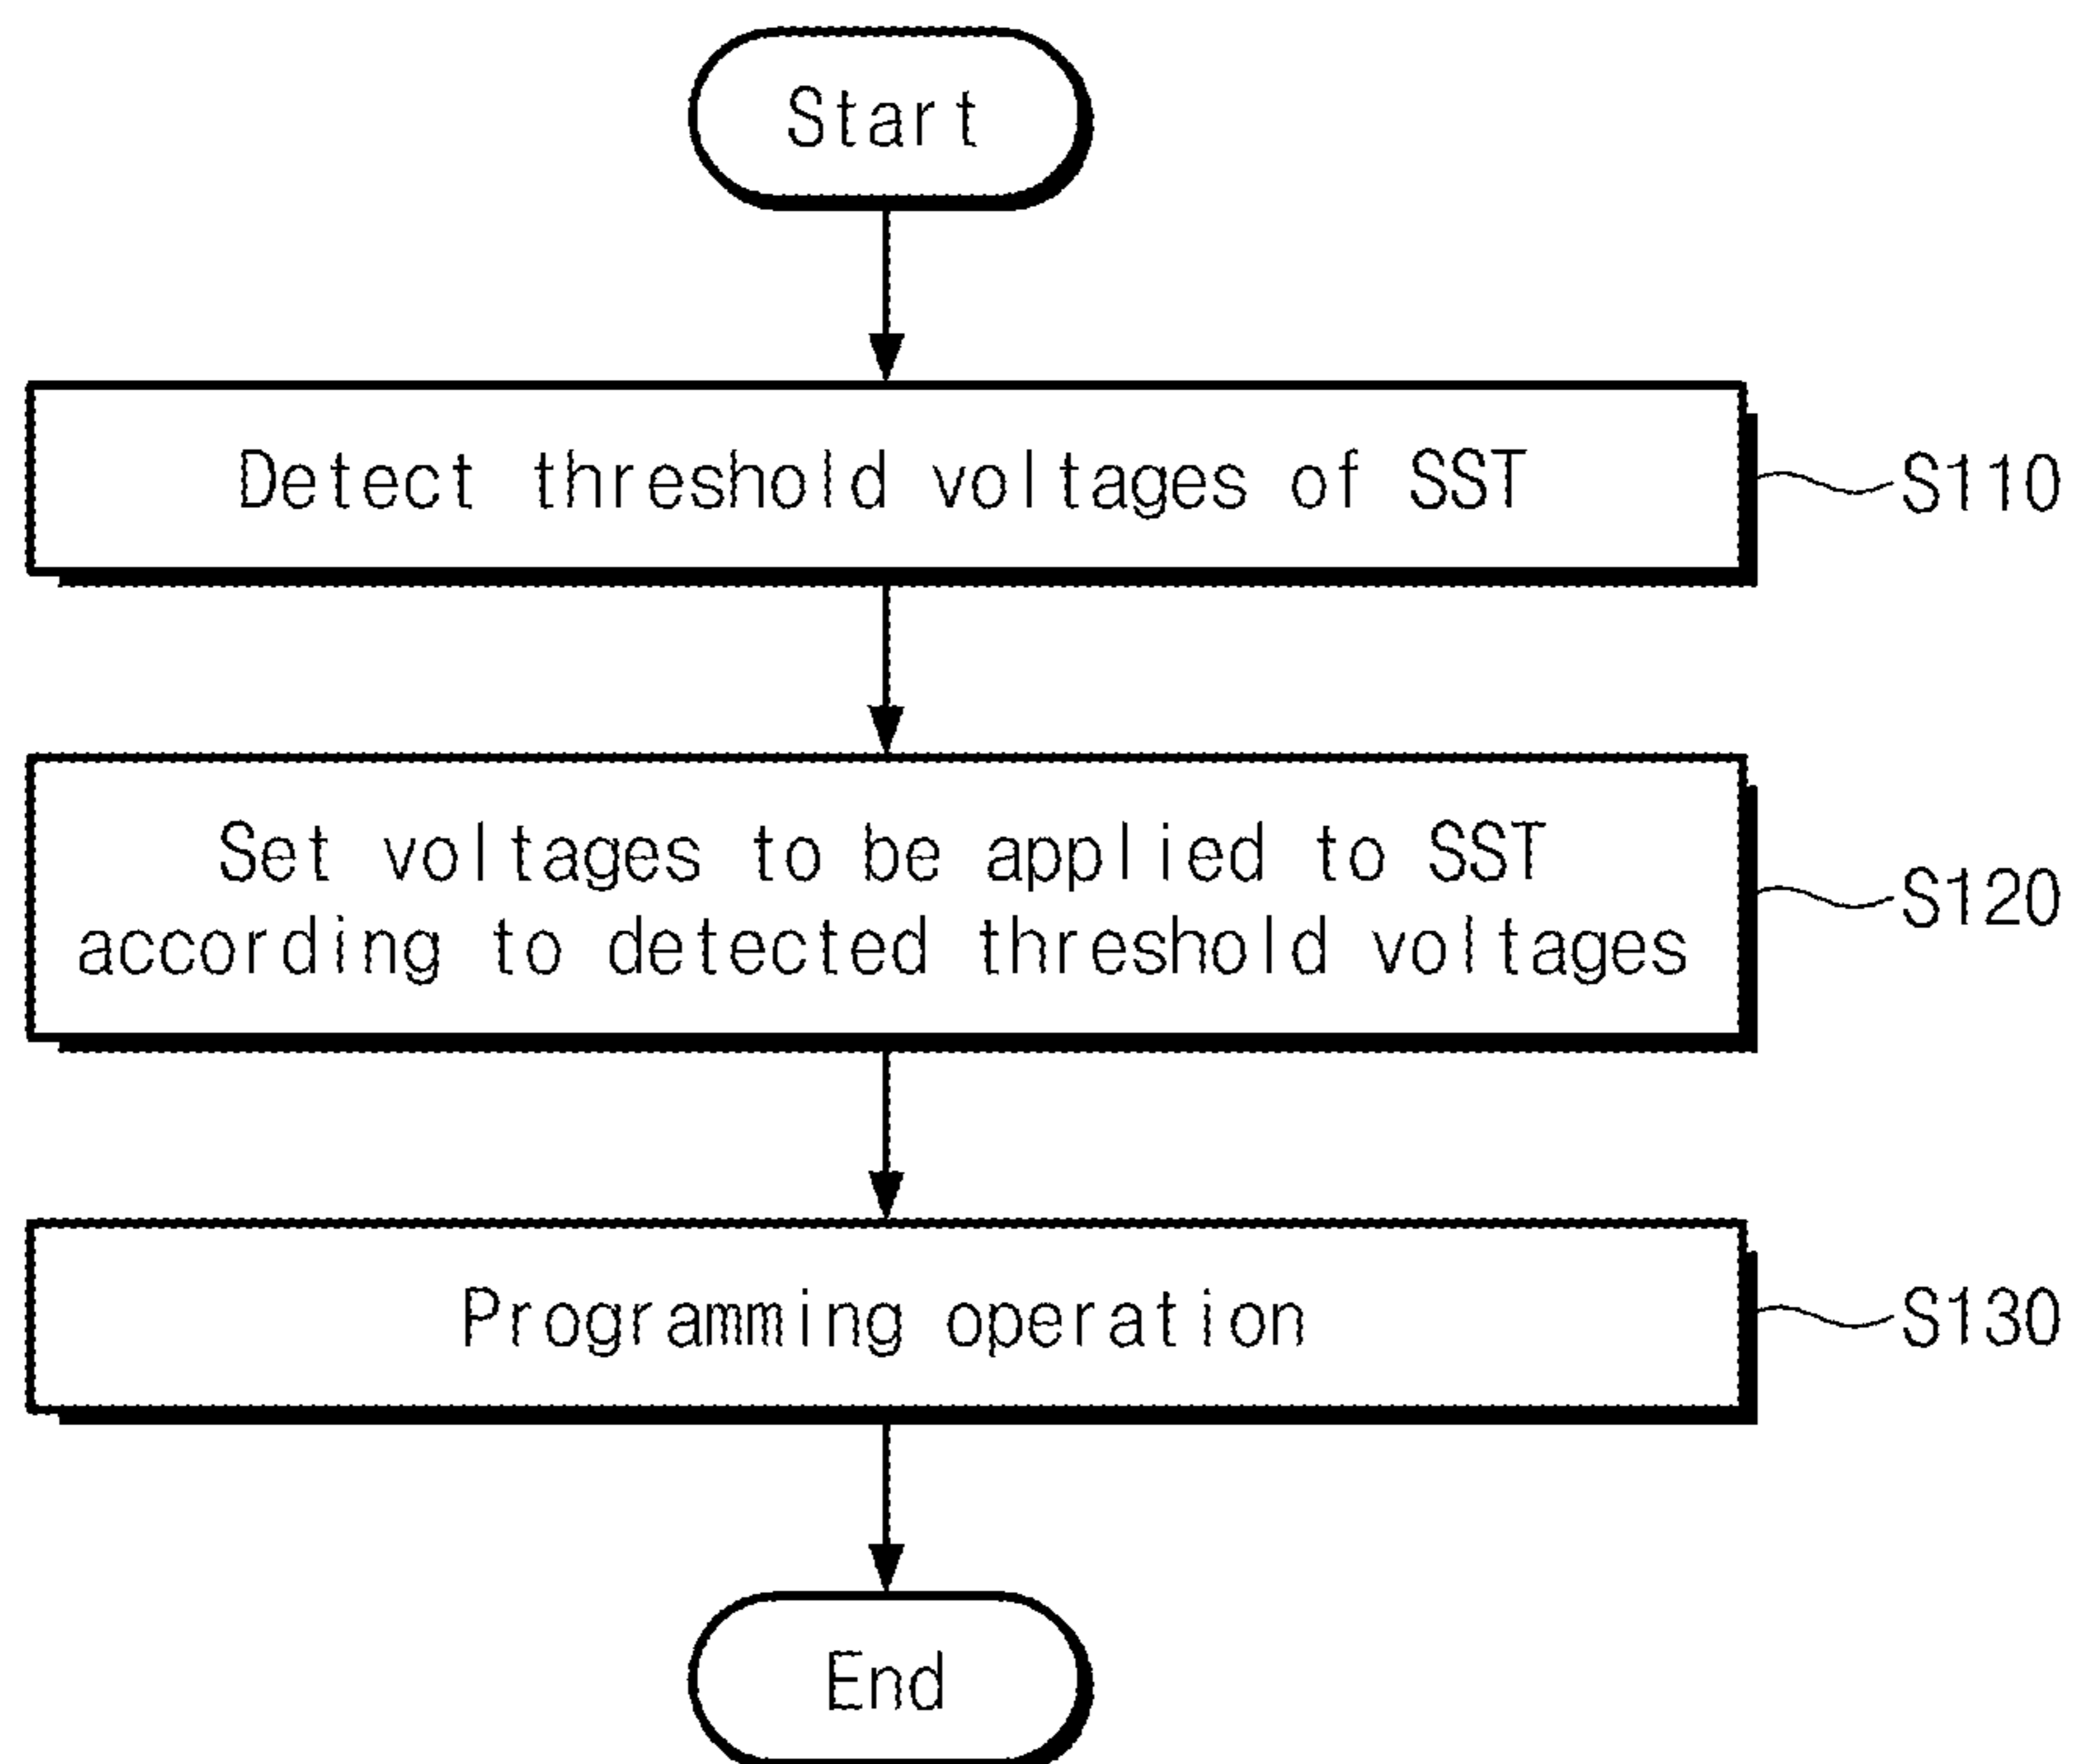 Start
Detect threshold voltages of SST
S110
Set voltages to be applied to SST
according to detected threshold voltages
S120
Programming operation
S130
End